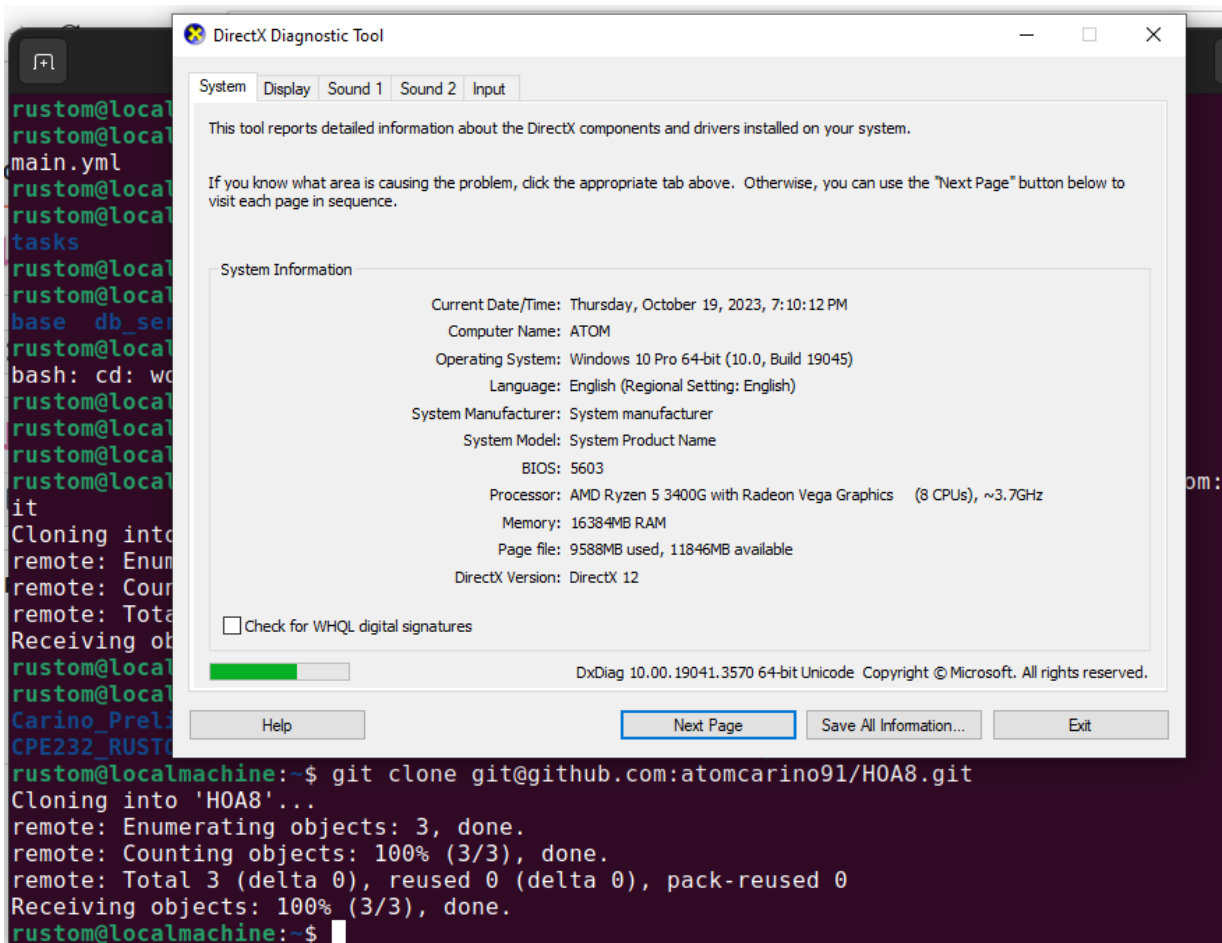 DirectX Diagnostic Tool
System Display Sound 1 Sound 2 Input
This tool reports detailed information about the DirectX components and drivers installed on your system.
If you know what area is causing the problem, click the appropriate tab above.  Otherwise, you can use the "Next Page" button below to
visit each page in sequence.
System Information
Current Date/Time: Thursday, October 19, 2023, 7:10:12 PM
Computer Name: ATOM
Operating System: Windows 10 Pro 64-bit (10.0, Build 19045)
Language: English (Regional Setting: English)
System Manufacturer: System manufacturer
System Model: System Product Name
BIOS: 5603
Processor: AMD Ryzen 5 3400G with Radeon Vega Graphics    (8 CPUs), ~3.7GHz
Memory: 16384MB RAM
Page file: 9588MB used, 11846MB available
DirectX Version: DirectX 12
Check for WHQL digital signatures
DxDiag 10.00.19041.3570 64-bit Unicode  Copyright © Microsoft. All rights reserved.
Help Next Page Save All Information... Exit
rustom@local
rustom@local
main.yml
rustom@local
rustom@local
tasks
rustom@local
rustom@local
base  db_ser
rustom@local
bash: cd: wo
rustom@local
rustom@local
rustom@local
rustom@local om:
it
Cloning into
remote: Enum
remote: Coun
remote: Tota
Receiving ob
rustom@local
rustom@local
Carino_Preli
CPE232_RUSTO
rustom@localmachine:~$ git clone git@github.com:atomcarino91/HOA8.git
Cloning into 'HOA8'...
remote: Enumerating objects: 3, done.
remote: Counting objects: 100% (3/3), done.
remote: Total 3 (delta 0), reused 0 (delta 0), pack-reused 0
Receiving objects: 100% (3/3), done.
rustom@localmachine:~$